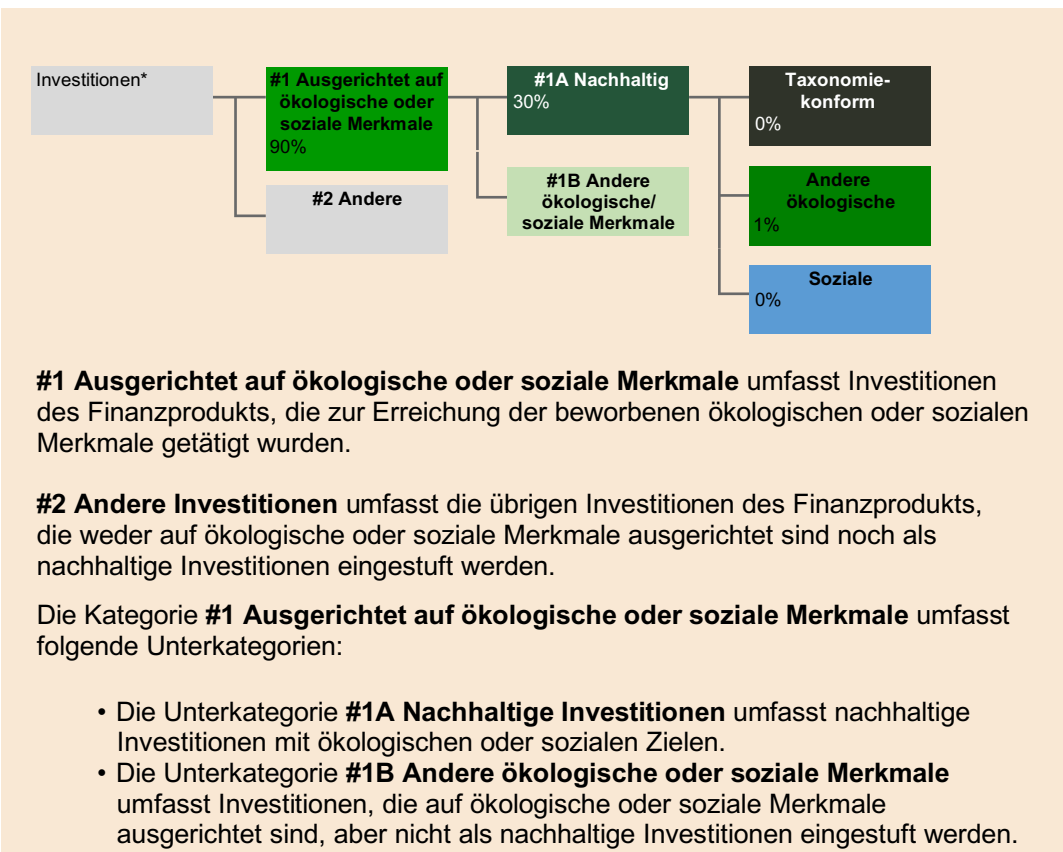 Investitionen*
#1 Ausgerichtet auf
ökologische oder
soziale Merkmale
90%
#2 Andere
#1A Nachhaltig
30%
#1B Andere
ökologische/
soziale Merkmale
Taxonomie-
konform
0%
Andere
ökologische
1%
Soziale
0%
#1 Ausgerichtet auf ökologische oder soziale Merkmale umfasst Investitionen
des Finanzprodukts, die zur Erreichung der beworbenen ökologischen oder sozialen
Merkmale getätigt wurden.
#2 Andere Investitionen umfasst die übrigen Investitionen des Finanzprodukts,
die weder auf ökologische oder soziale Merkmale ausgerichtet sind noch als
nachhaltige Investitionen eingestuft werden.
Die Kategorie #1 Ausgerichtet auf ökologische oder soziale Merkmale umfasst
folgende Unterkategorien:
• Die Unterkategorie #1A Nachhaltige Investitionen umfasst nachhaltige
Investitionen mit ökologischen oder sozialen Zielen.
• Die Unterkategorie #1B Andere ökologische oder soziale Merkmale
umfasst Investitionen, die auf ökologische oder soziale Merkmale
ausgerichtet sind, aber nicht als nachhaltige Investitionen eingestuft werden.